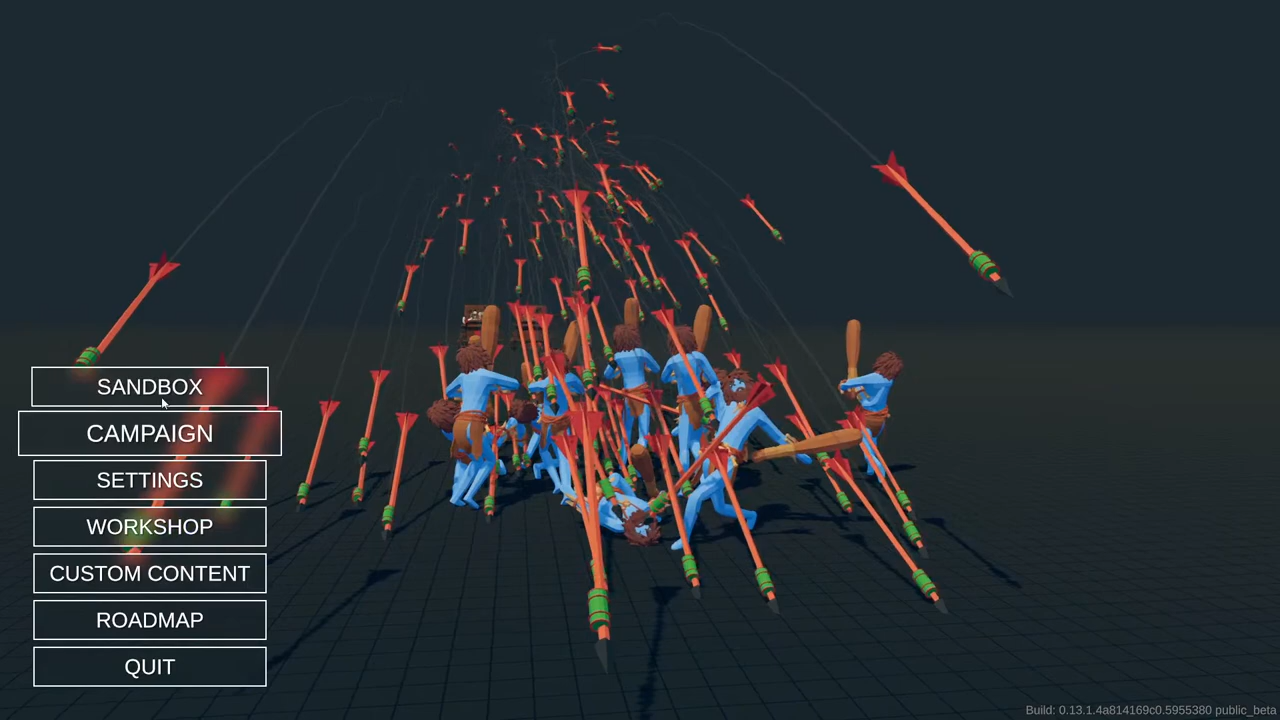 SANDBOX
CAMPAIGN
SETTINGS
WORKSHOP
CUSTOM CONTENT
ROADMAP
QUIT
Build: 0.13.1.4a814169c0.5955380 public_beta